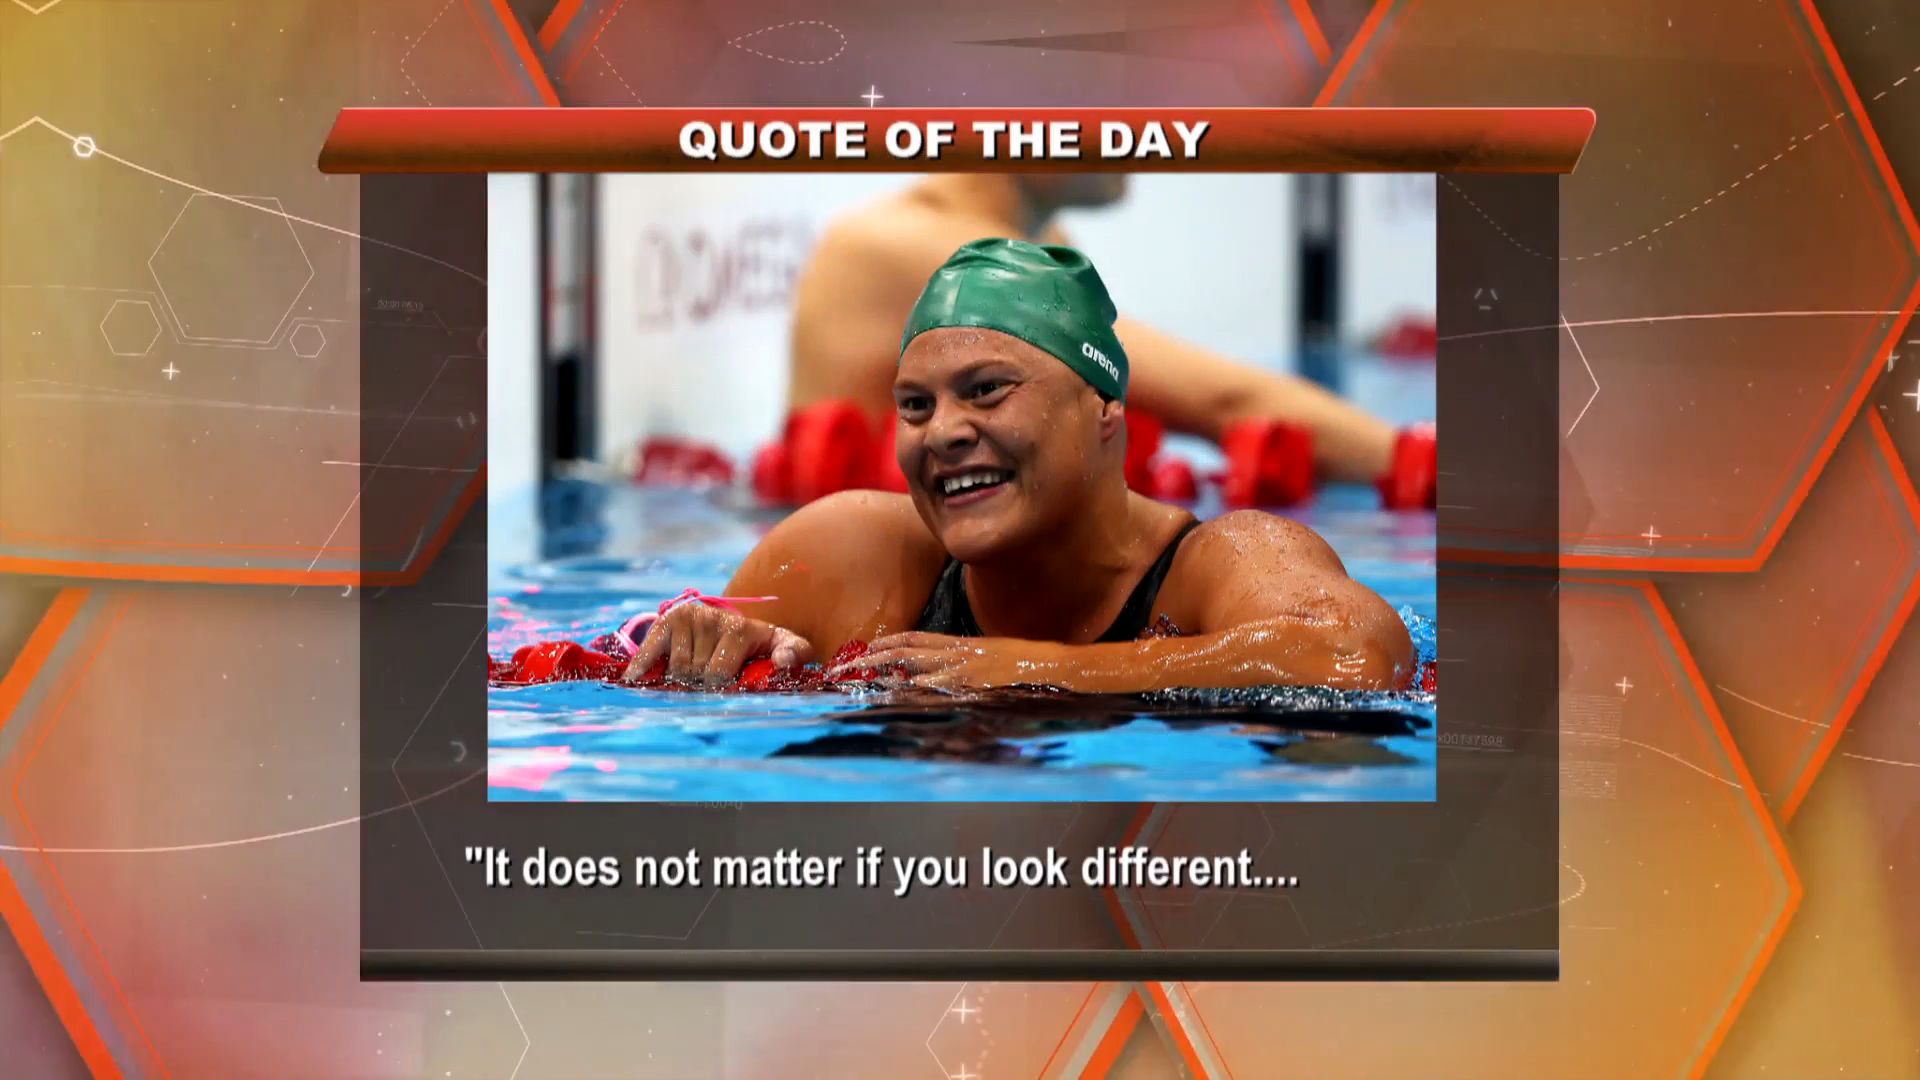 QUOTE OF THE DAY
arena
"It does not matter if you look different....